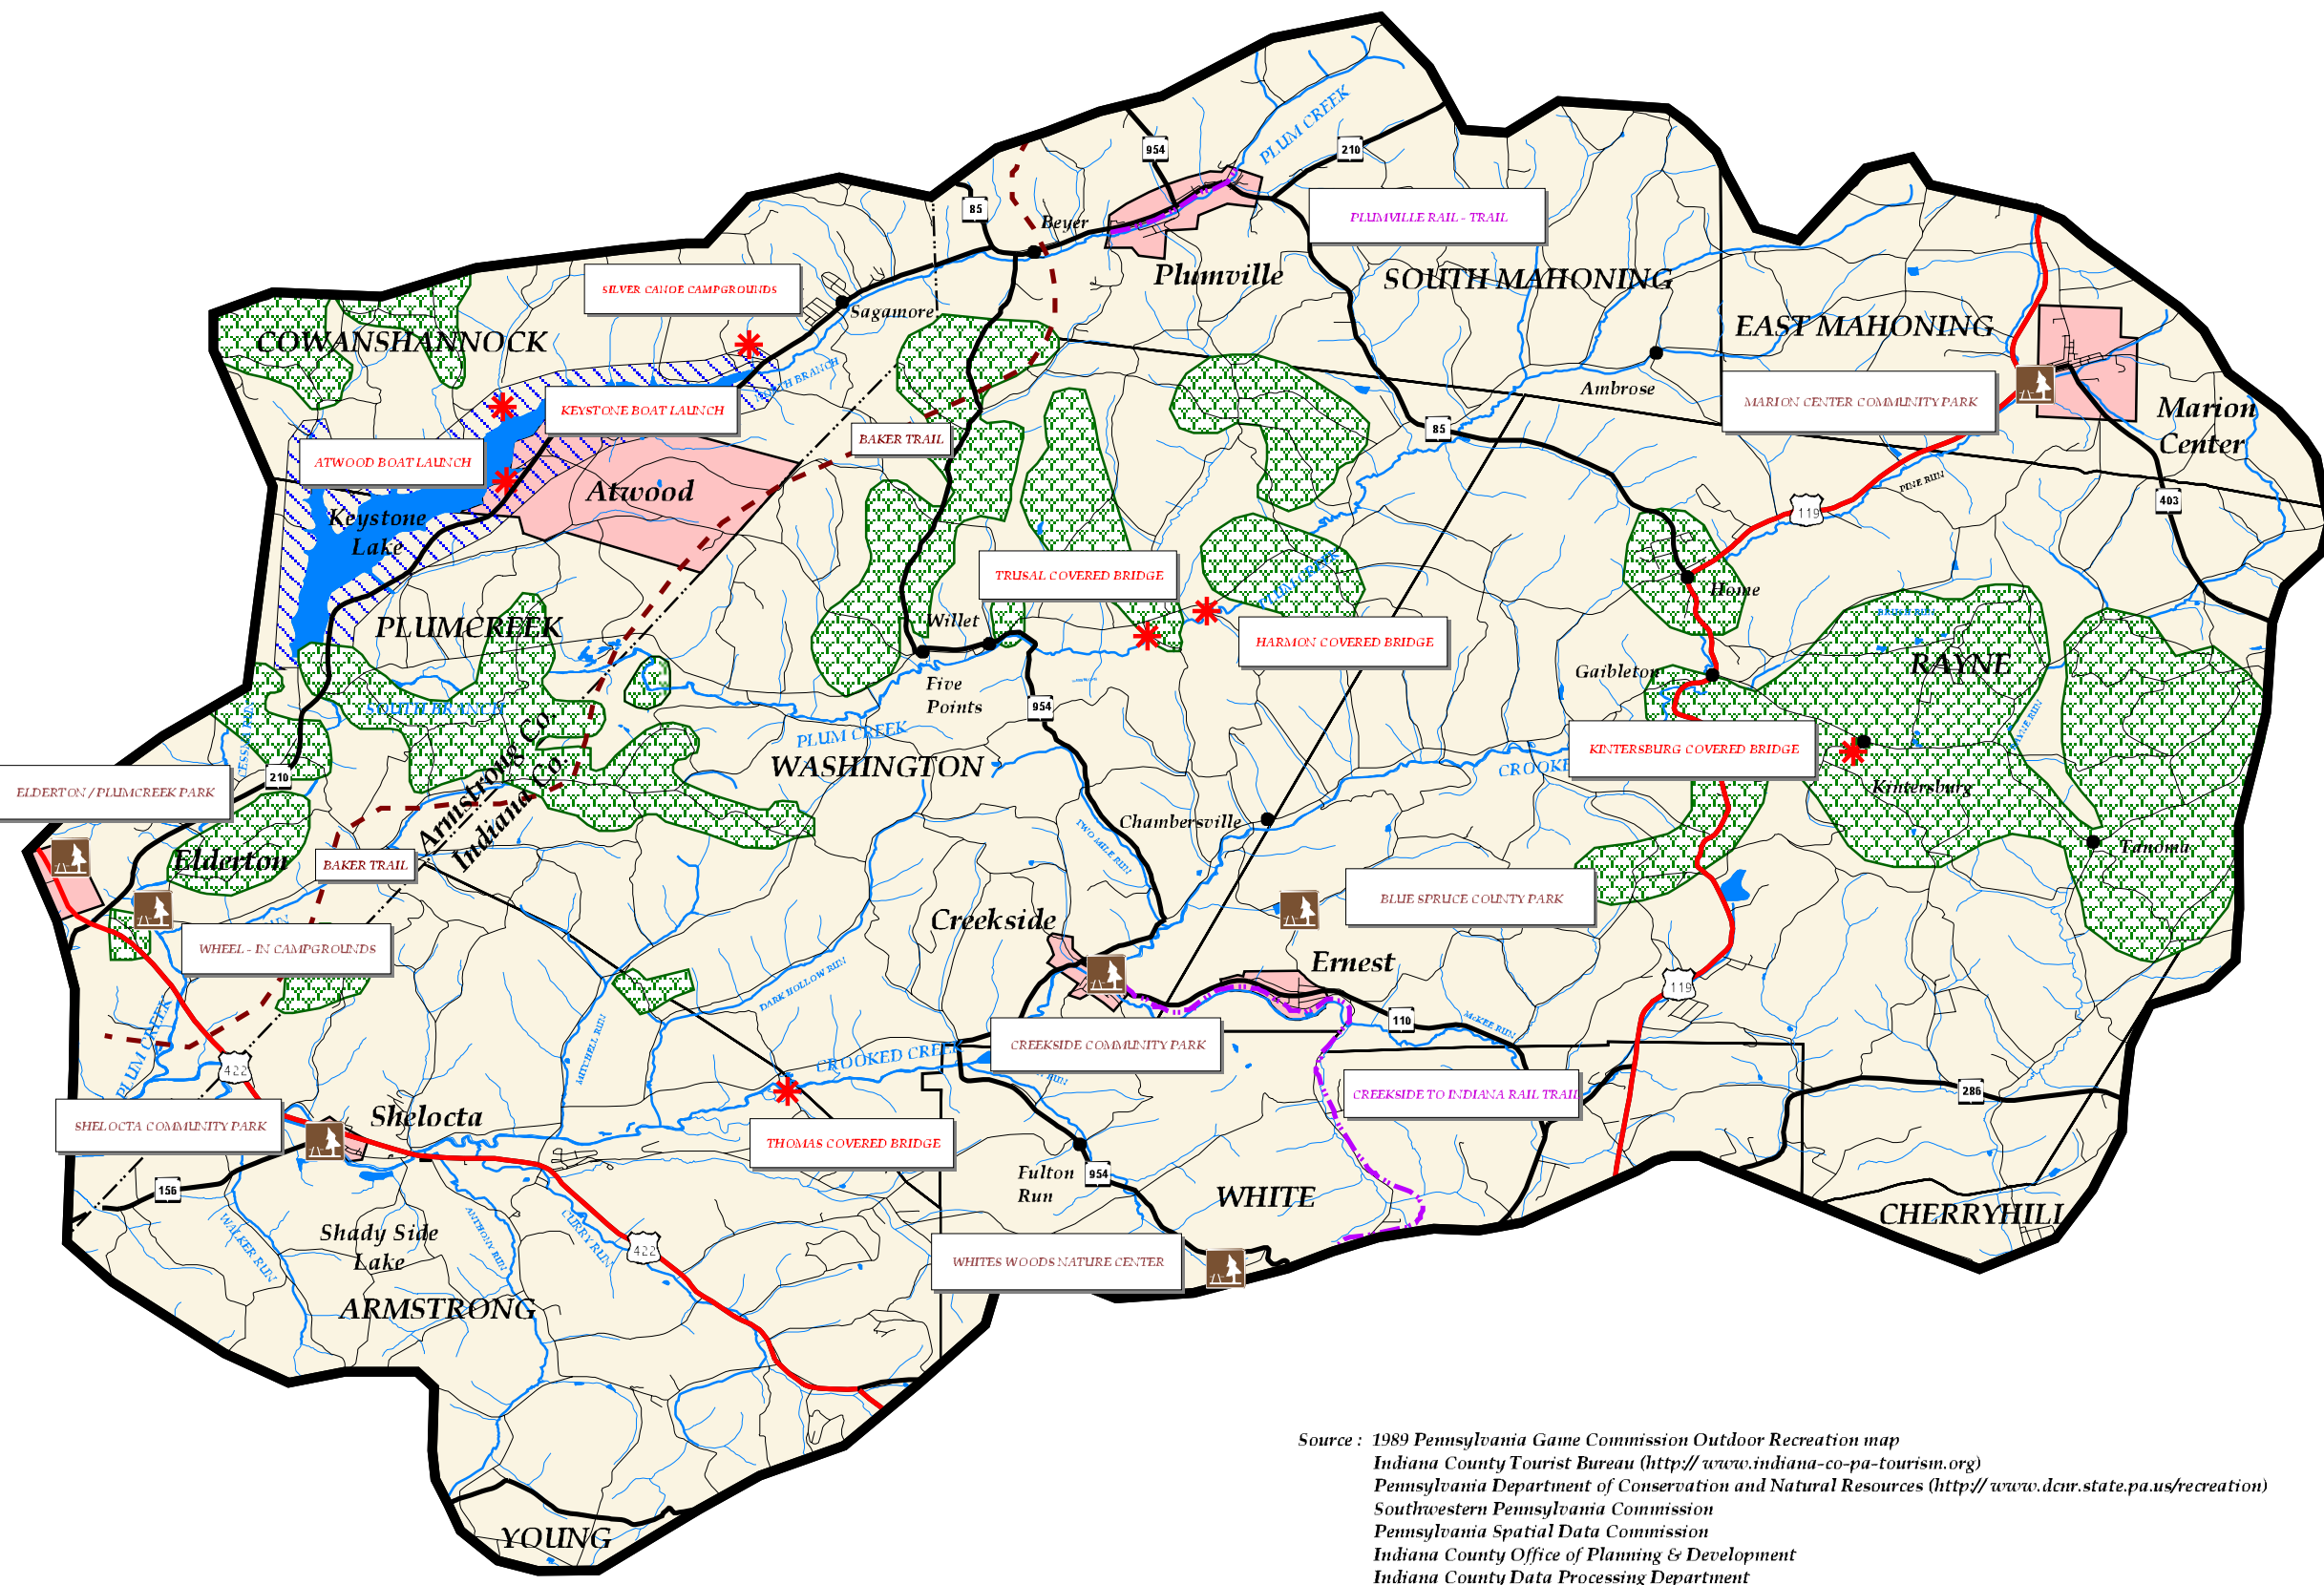 PLUM CREEK
954
210
85
Beyer
PLUMVILLE RAIL - TRAIL
Plumville
SOUTH MAHONING
SILVER CANOE CAMPGROUNDS
Sagamore
EAST MAHONING
COWANSHANNOCK
NORTH BRANCH
Ambrose
KEYSTONE BOAT LAUNCH
MARION CENTER COMMUNITY PARK
Marion
Center
BAKER TRAIL
85
ATWOOD BOAT LAUNCH
Atwood
PINE RUN
403
119
Keystone
Lake
TRUSAL COVERED BRIDGE
PLUM CREEK
Home
Willet
PLUMCREEK
HARMON COVERED BRIDGE
RAYNE
Gaibleton
Five
Points
SOUTH BRANCH
954
PLUM CREEK
RAYNE RUN
KINTERSBURG COVERED BRIDGE
WASHINGTON
CROOKE
210
ELDERTON / PLUMCREEK PARK
Kintersburg
Armstrong Co.
Indiana Co.
Chambersville
TWO MILE RUN
Tanoma
Elderton
BAKER TRAIL
BLUE SPRUCE COUNTY PARK
Creekside
WHEEL - IN CAMPGROUNDS
Ernest
DARK HOLLOW RUN
119
110
McKEE RUN
PLUM CREEK
MITCHELL RUN
CREEKSIDE COMMUNITY PARK
CROOKED CREEK
422
RUN
286
CREEKSIDE TO INDIANA RAIL TRAIL
SHELOCTA COMMUNITY PARK
Shelocta
THOMAS COVERED BRIDGE
Fulton
Run
954
156
WHITE
CHERRYHILL
WALKER RUN
ANTHONY RUN
CURRY RUN
Shady Side
Lake
422
WHITES WOODS NATURE CENTER
ARMSTRONG
YOUNG
Source : 1989 Pennsylvania Game Commission Outdoor Recreation map
Indiana County Tourist Bureau (http:// www.indiana-co-pa-tourism.org)
Pennsylvania Department of Conservation and Natural Resources (http:// www.dcnr.state.pa.us/recreation)
Southwestern Pennsylvania Commission
Pennsylvania Spatial Data Commission
Indiana County Office of Planning & Development
Indiana County Data Processing Department